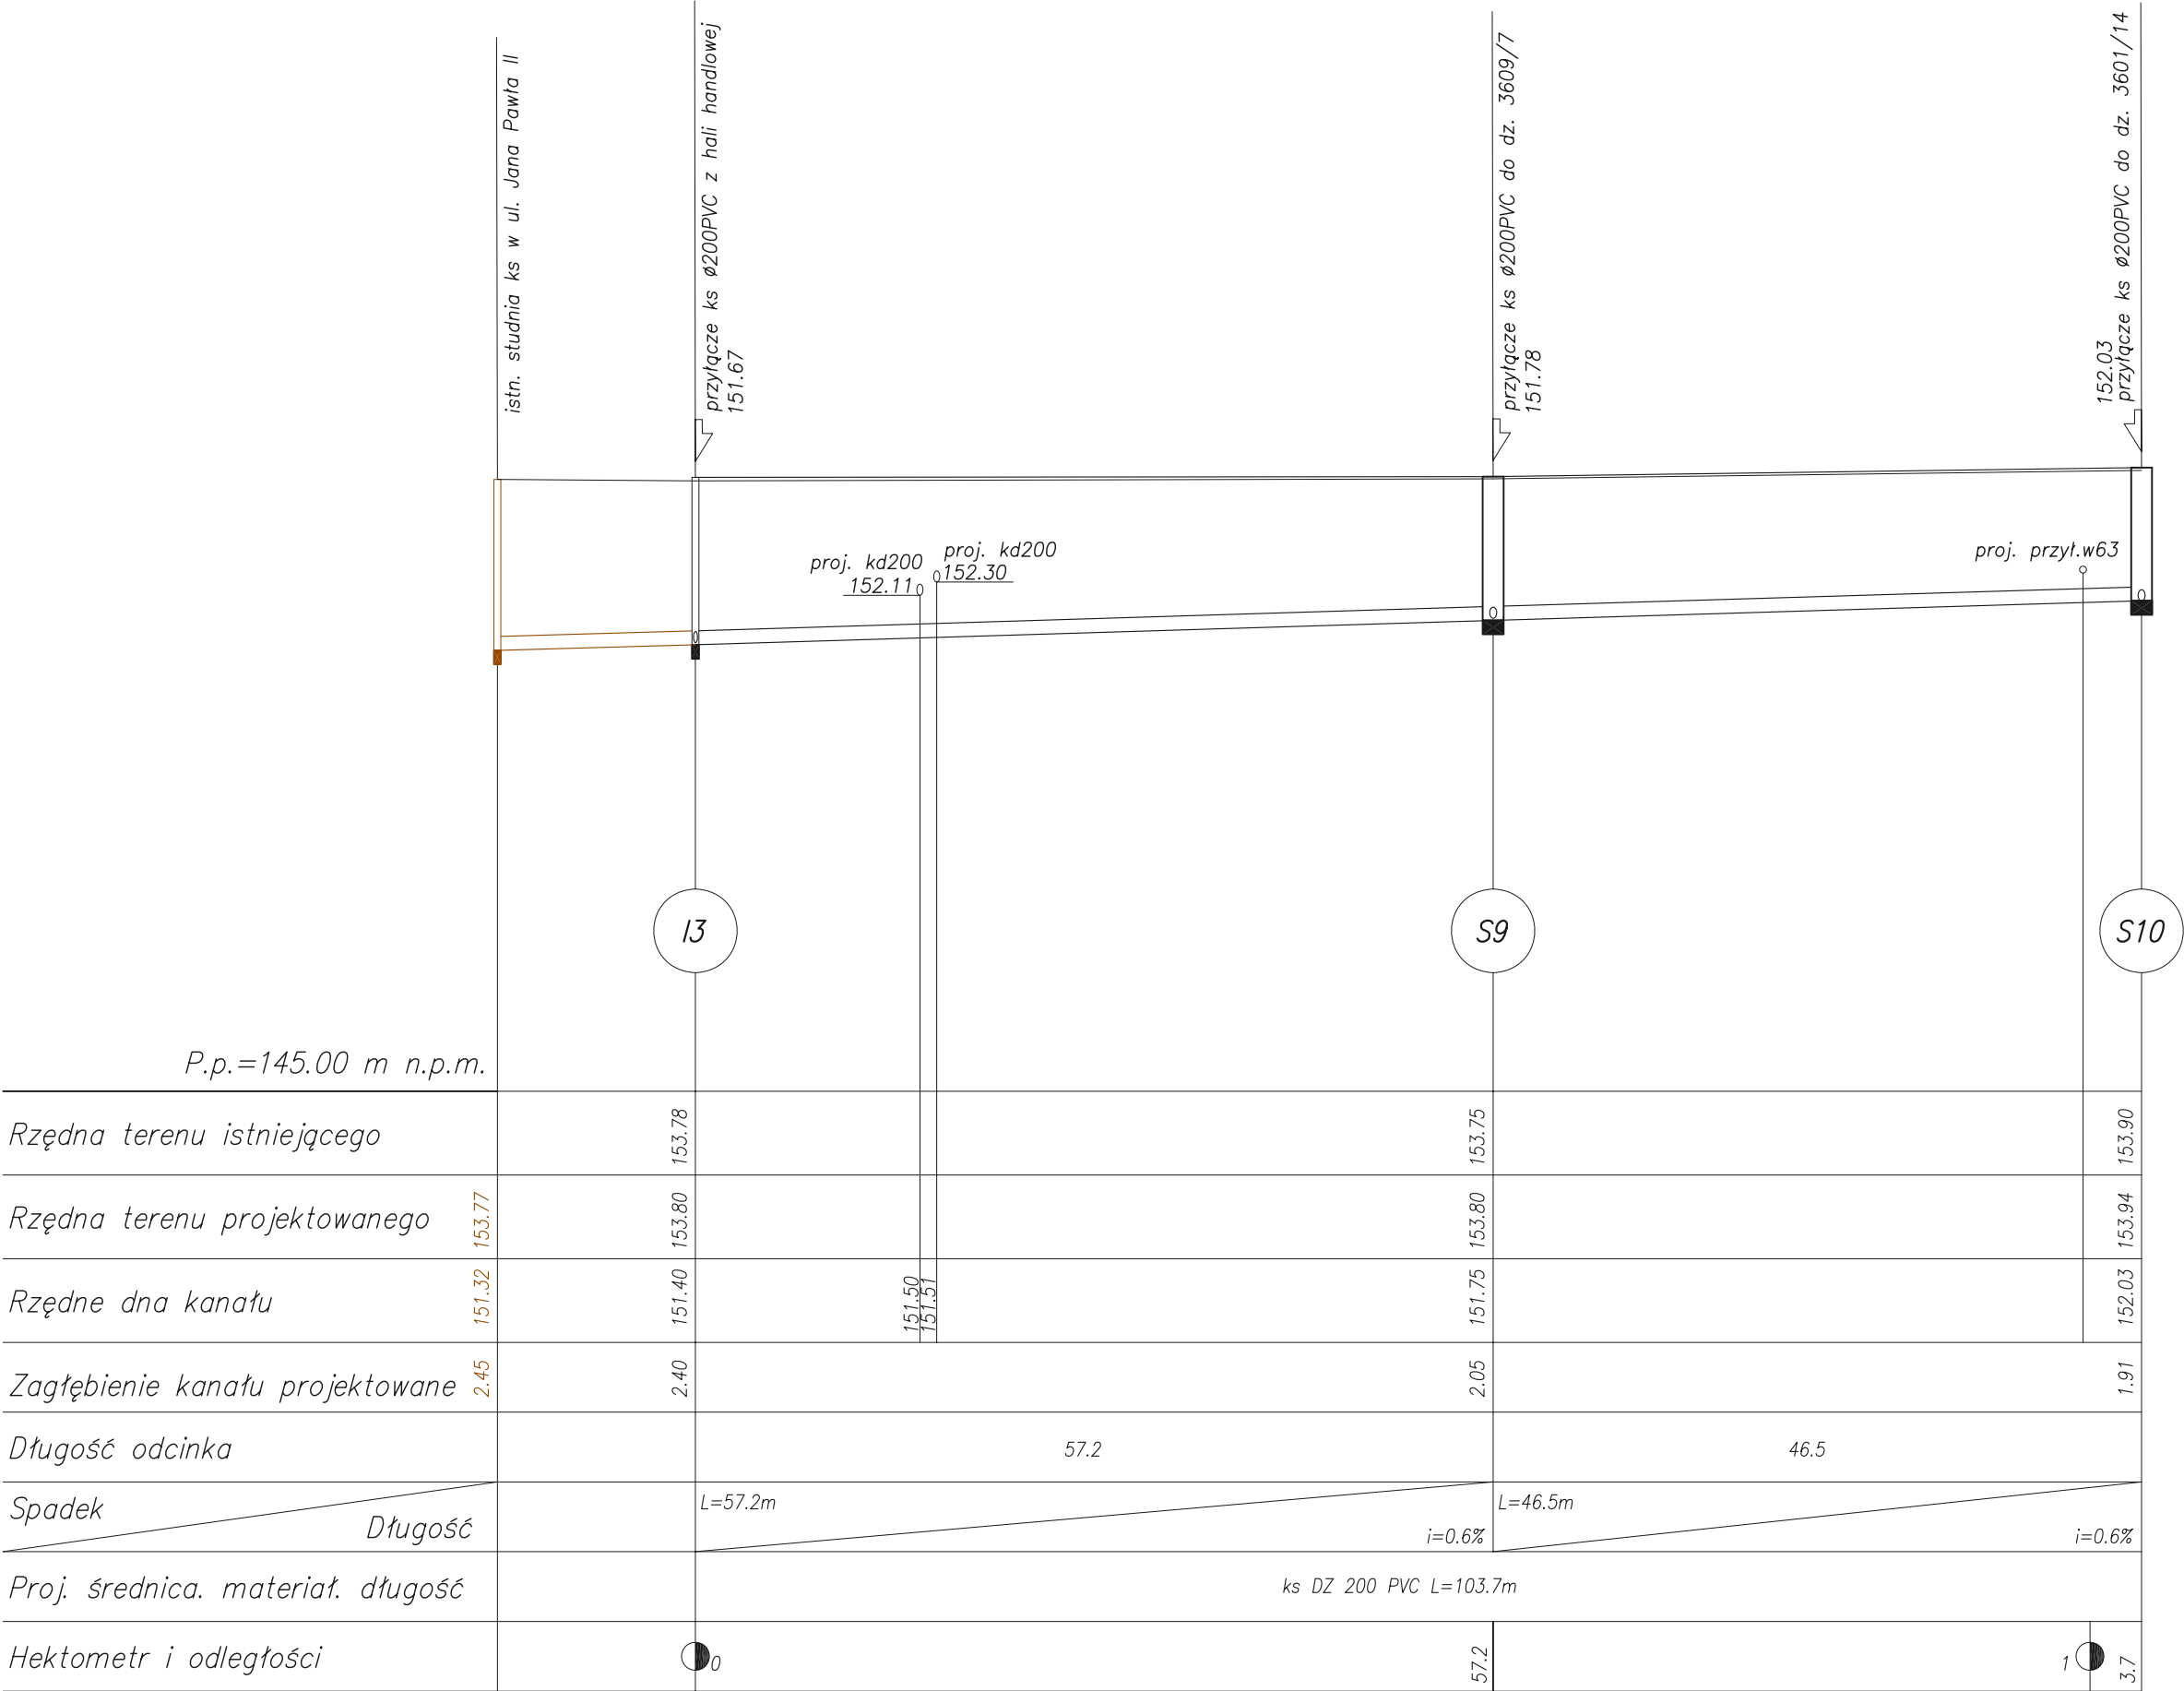 istn. studnia ks w ul. Jana Pawła II
przyłącze ks ø200PVC z hali handlowej
151.67
przyłącze ks ø200PVC do dz. 3609/7
151.78
152.03
przyłącze ks ø200PVC do dz. 3601/14
proj. kd200
152.11
proj. kd200
152.30
proj. przył.w63
I3
S9
S10
P.p.=145.00 m n.p.m.
Rzędna terenu istniejącego
153.78
153.75
153.90
Rzędna terenu projektowanego
153.77
153.80
153.80
153.94
Rzędne dna kanału
151.32
151.40
151.50
151.51
151.75
152.03
Zagłębienie kanału projektowane
2.45
2.40
2.05
1.91
Długość odcinka
57.2
46.5
Spadek
Długość
L=57.2m
i=0.6%
L=46.5m
i=0.6%
Proj. średnica. materiał. długość
ks DZ 200 PVC L=103.7m
Hektometr i odległości
0
57.2
1
3.7